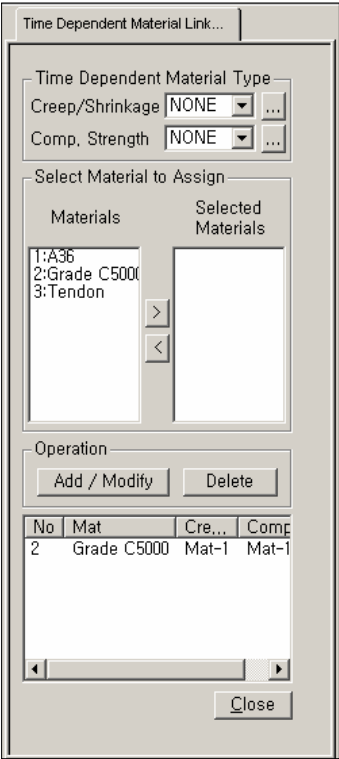 Time Dependent Material Link...
Time Dependent Material Type
Creep/Shrinkage NONE ...
Comp. Strength NONE ...
Select Material to Assign
Materials
Selected
Materials
1:A36
2:Grade C500
3:Tendon
>
<
Operation
Add / Modify Delete
No Mat Cre... Comp
2 Grade C5000 Mat-1 Mat-1
Close